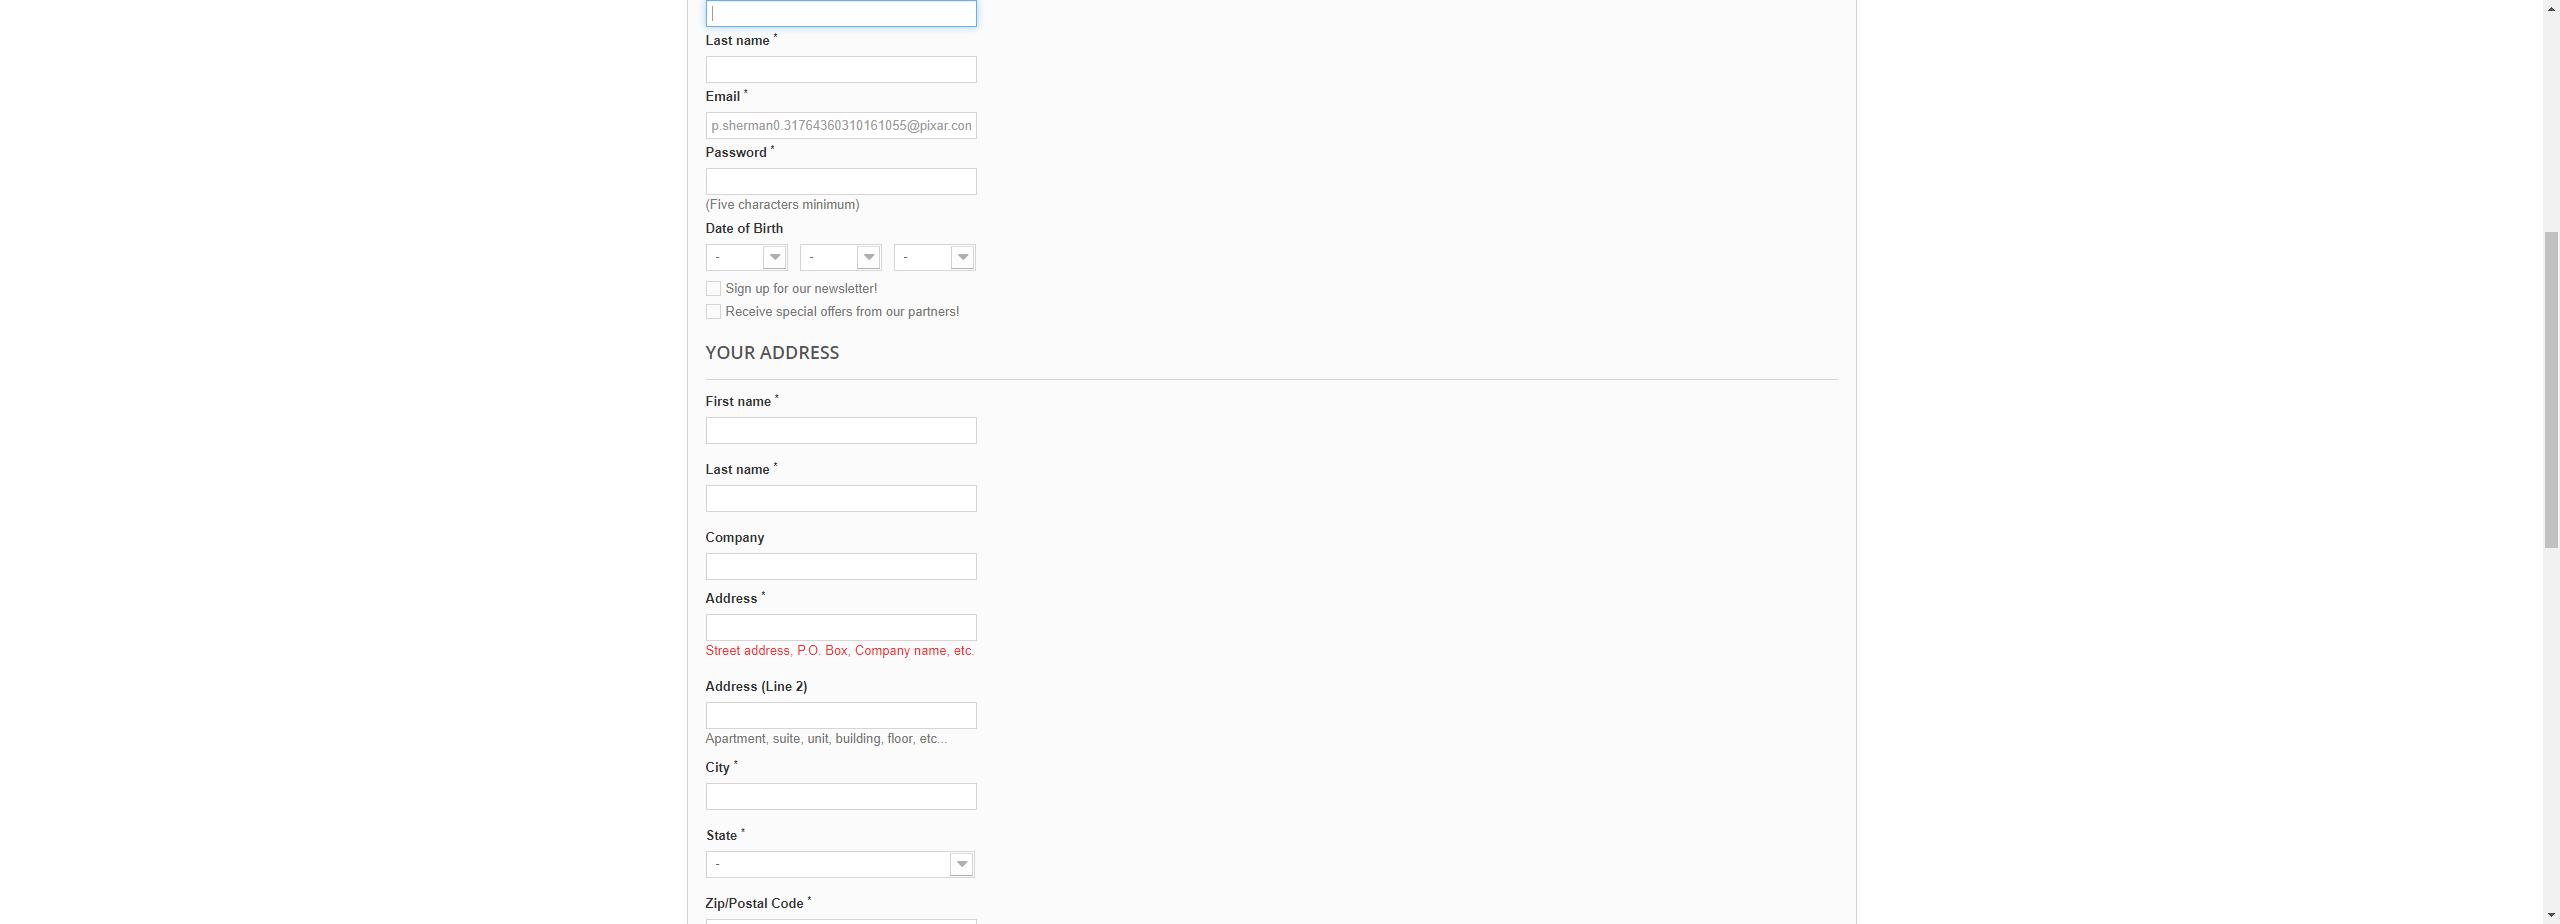 Last name *
Email *
p.sherman0.31764360310161055@pixar.con
Password *
(Five characters minimum)
Date of Birth
- - -
Sign up for our newsletter!
Receive special offers from our partners!
YOUR ADDRESS
First name *
Last name *
Company
Address *
Street address, P.O. Box, Company name, etc.
Address (Line 2)
Apartment, suite, unit, building, floor, etc...
City *
State *
-
Zip/Postal Code *